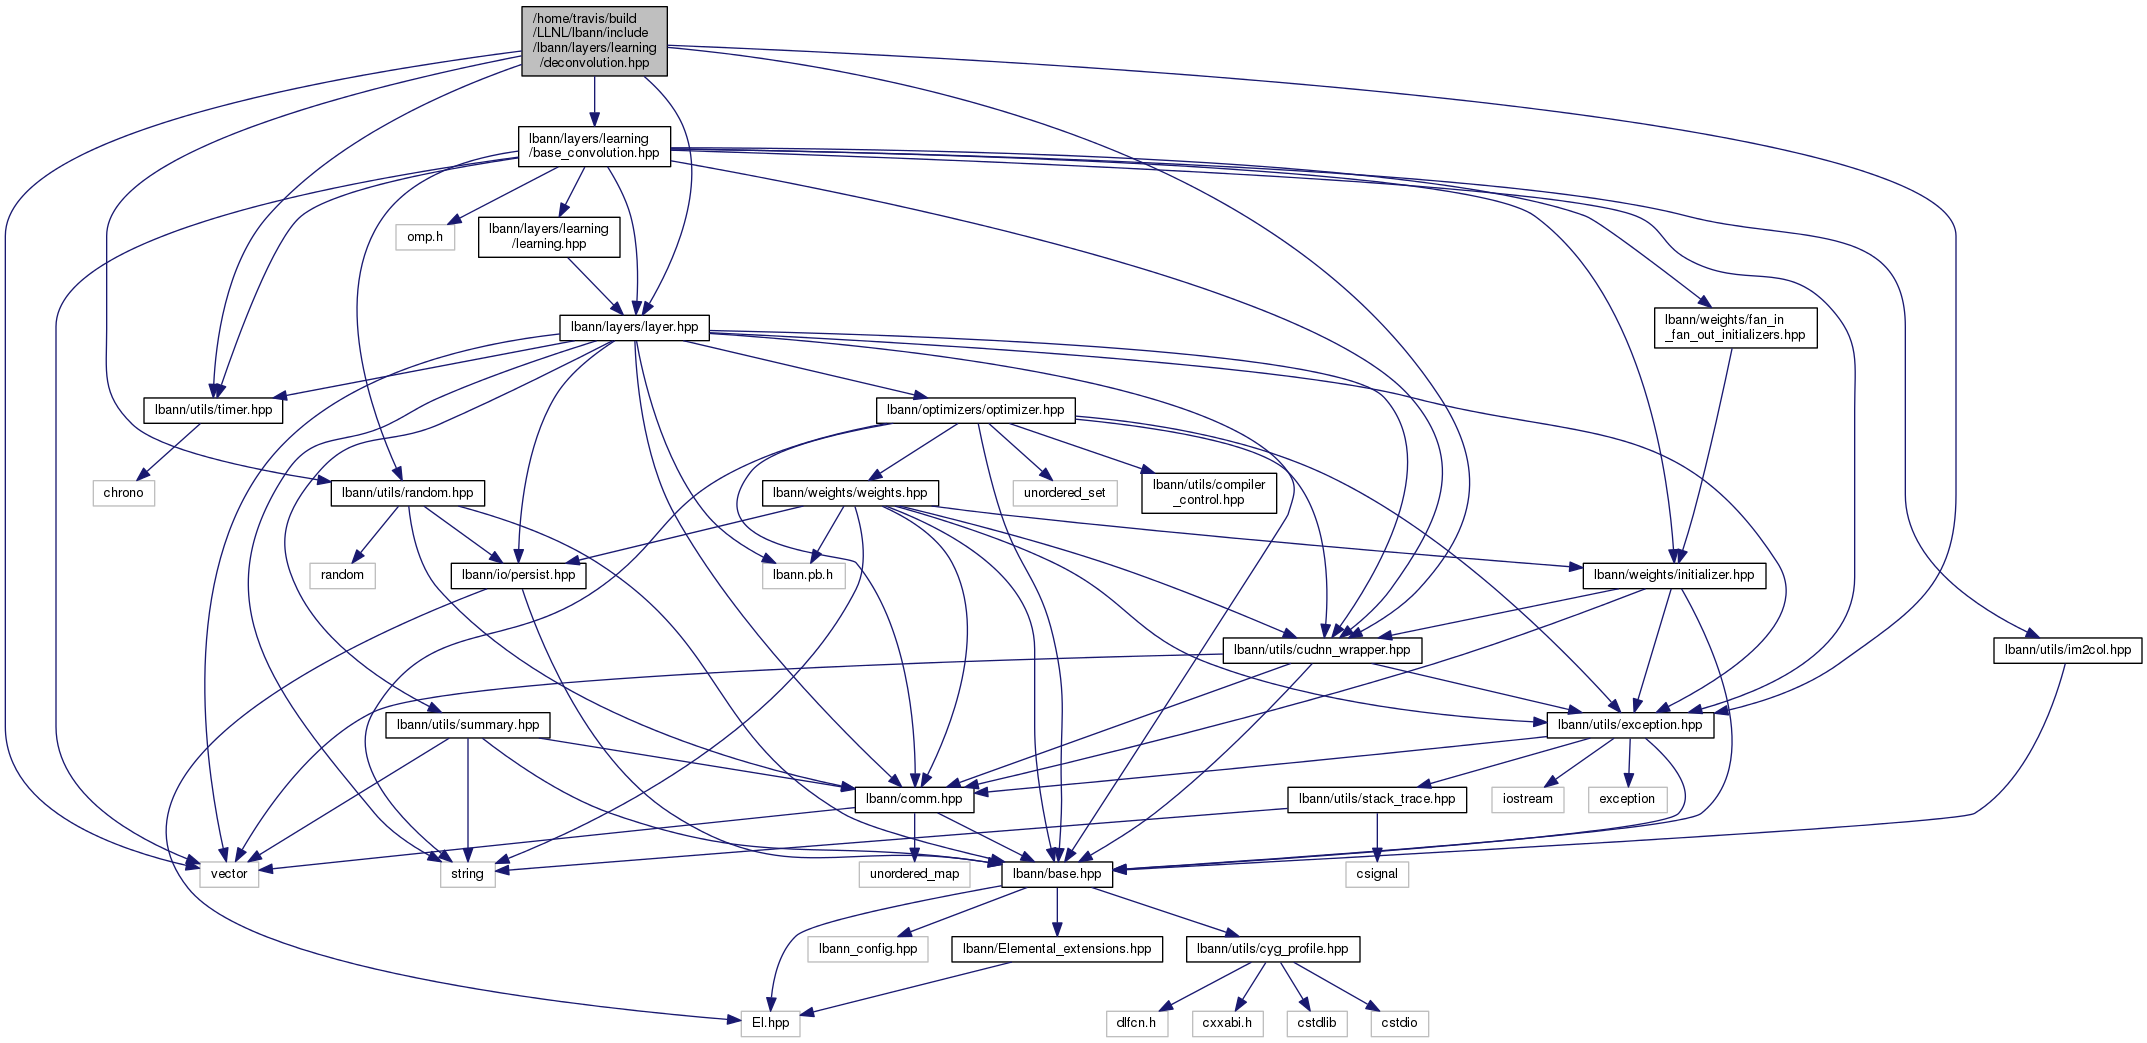 /home/travis/build
/LLNL/lbann/include
/lbann/layers/learning
/deconvolution.hpp
lbann/layers/learning
/base_convolution.hpp
omp.h
lbann/layers/learning
/learning.hpp
lbann/layers/layer.hpp
lbann/weights/fan_in
_fan_out_initializers.hpp
lbann/utils/timer.hpp
lbann/optimizers/optimizer.hpp
chrono
lbann/utils/random.hpp
lbann/weights/weights.hpp
unordered_set
lbann/utils/compiler
_control.hpp
random
lbann/io/persist.hpp
lbann.pb.h
lbann/weights/initializer.hpp
lbann/utils/cudnn_wrapper.hpp
lbann/utils/im2col.hpp
lbann/utils/summary.hpp
lbann/utils/exception.hpp
lbann/comm.hpp
lbann/utils/stack_trace.hpp
iostream
exception
vector
string
unordered_map
lbann/base.hpp
csignal
lbann_config.hpp
lbann/Elemental_extensions.hpp
lbann/utils/cyg_profile.hpp
El.hpp
dlfcn.h
cxxabi.h
cstdlib
cstdio